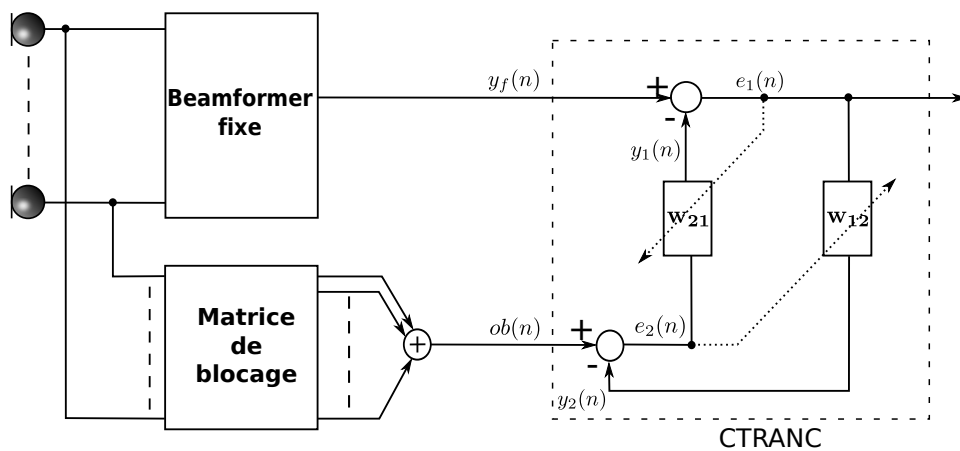 Beamformer
fixe
y_f(n)
+
-
e_1(n)
y_1(n)
w_21
w_12
Matrice
de
blocage
+
ob(n)
+
-
e_2(n)
y_2(n)
CTRANC